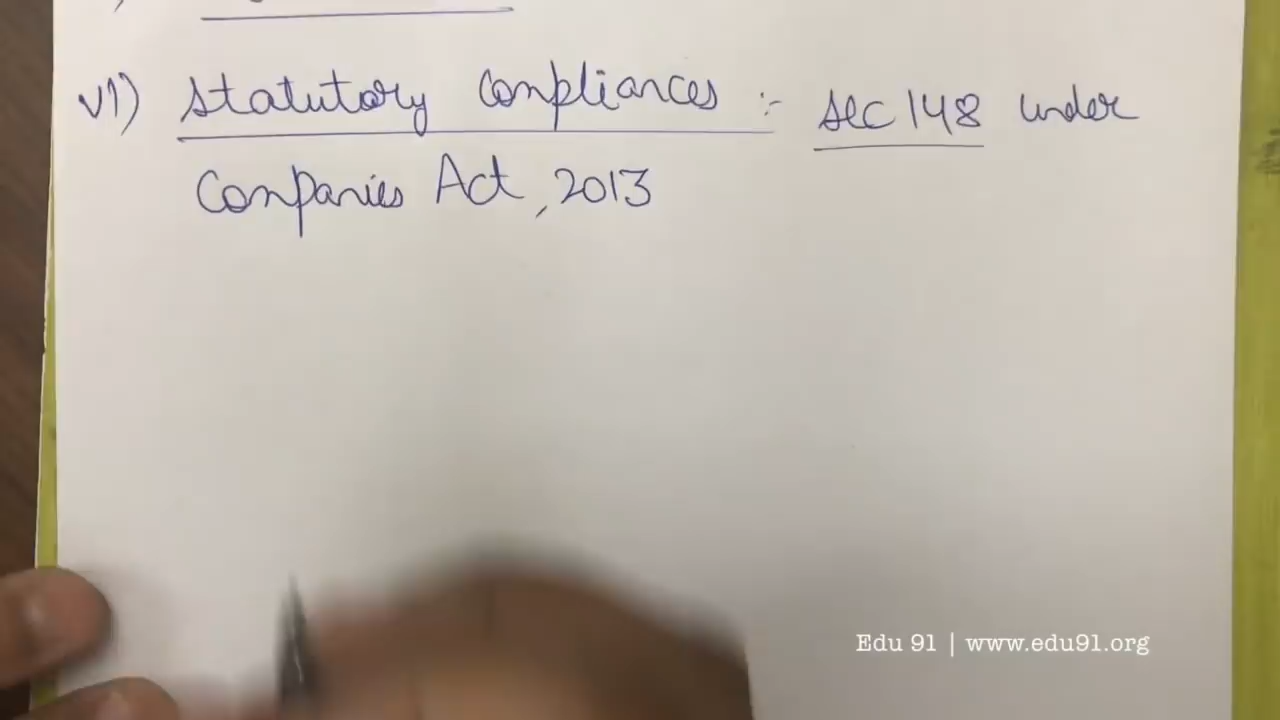 vi) Statutory Compliances :- Sec 148 under
Companies Act, 2013
Edu 91 | www.edu91.org